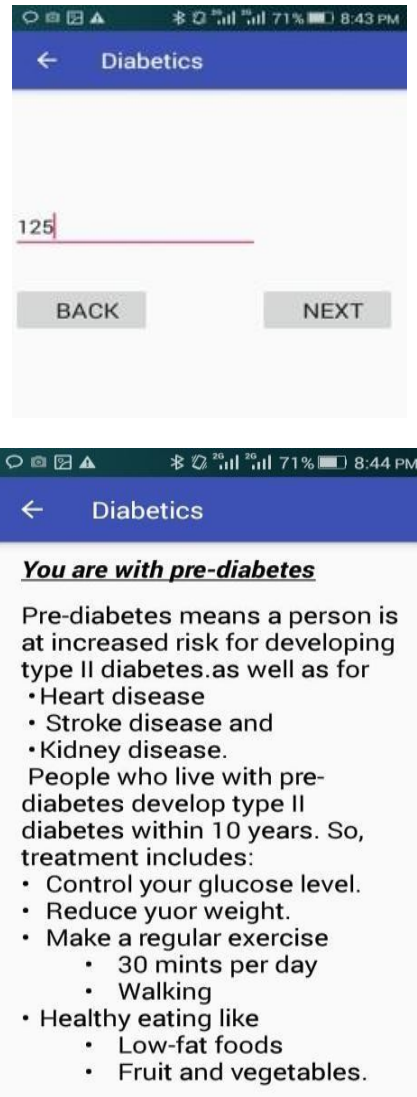 71% 8:43 PM
← Diabetics
125
BACK NEXT
2G 2G 71% 8:44 PM
← Diabetics
You are with pre-diabetes
Pre-diabetes means a person is
at increased risk for developing
type II diabetes.as well as for
•Heart disease
• Stroke disease and
•Kidney disease.
People who live with pre-
diabetes develop type II
diabetes within 10 years. So,
treatment includes:
• Control your glucose level.
• Reduce yuor weight.
• Make a regular exercise
• 30 mints per day
• Walking
• Healthy eating like
• Low-fat foods
• Fruit and vegetables.